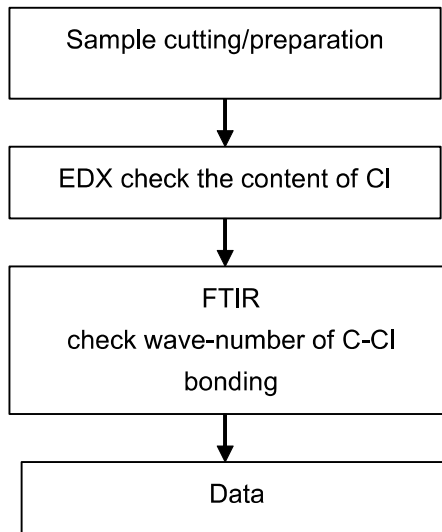 Sample cutting/preparation
EDX check the content of Cl
FTIR
check wave-number of C-Cl
bonding
Data